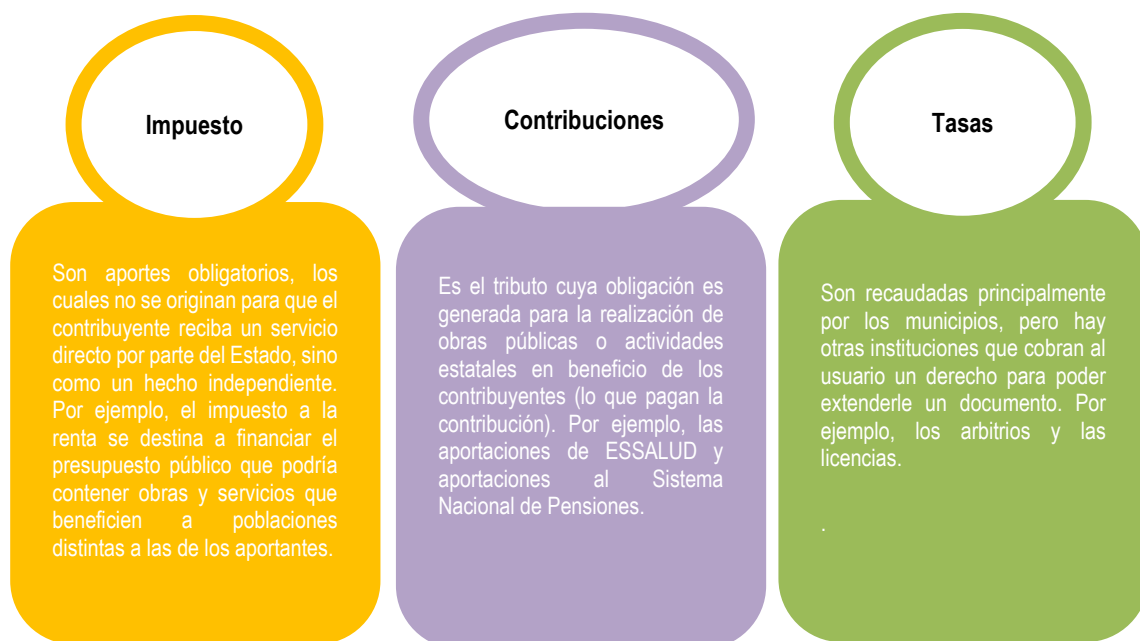 Impuesto
Son aportes obligatorios, los
cuales no se originan para que el
contribuyente reciba un servicio
directo por parte del Estado, sino
como un hecho independiente.
Por ejemplo, el impuesto a la
renta se destina a financiar el
presupuesto público que podría
contener obras y servicios que
beneficien a poblaciones
distintas a las de los aportantes.
Contribuciones
Es el tributo cuya obligación es
generada para la realización de
obras públicas o actividades
estatales en beneficio de los
contribuyentes (lo que pagan la
contribución). Por ejemplo, las
aportaciones de ESSALUD y
aportaciones al Sistema
Nacional de Pensiones.
Tasas
Son recaudadas principalmente
por los municipios, pero hay
otras instituciones que cobran al
usuario un derecho para poder
extenderle un documento. Por
ejemplo, los arbitrios y las
licencias.
.